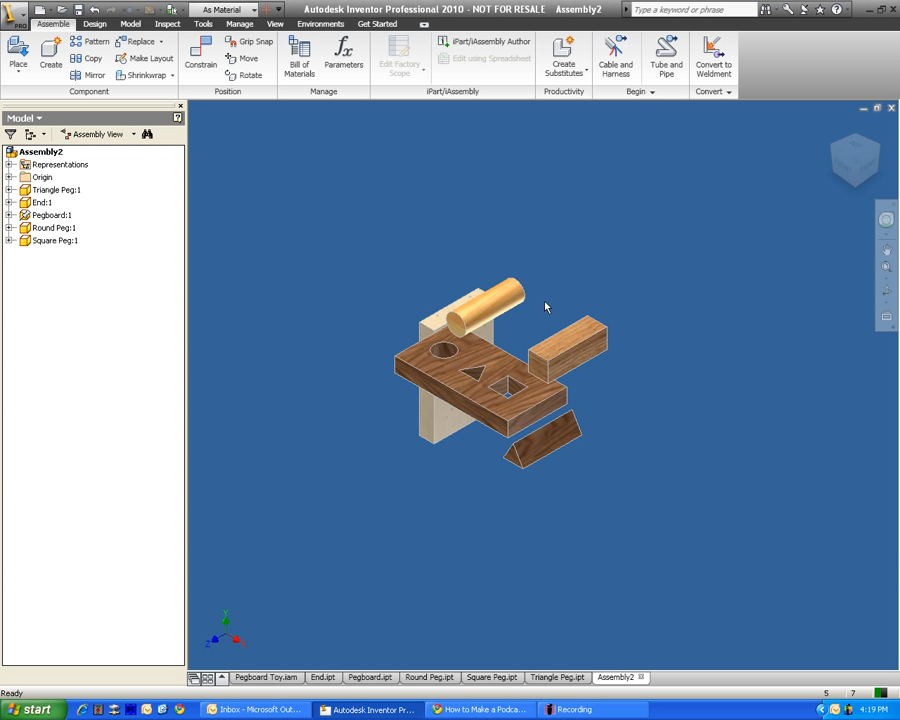 As Material
Autodesk Inventor Professional 2010 - NOT FOR RESALE Assembly2
Type a keyword or phrase
PRO
Assemble Design Model Inspect Tools Manage View Environments Get Started
Place
Create
Pattern
Copy
Mirror
Replace
Make Layout
Shrinkwrap
Component
Constrain
Grip Snap
Move
Rotate
Position
Bill of
Materials
Parameters
Manage
Edit Factory
Scope
iPart/iAssembly Author
Edit using Spreadsheet
iPart/iAssembly
Create
Substitutes
Productivity
Cable and
Harness
Tube and
Pipe
Begin
Convert to
Weldment
Convert
Model
Assembly View
Assembly2
Representations
Origin
Triangle Peg:1
End:1
Pegboard:1
Round Peg:1
Square Peg:1
Y
Z
Pegboard Toy.iam End.ipt Pegboard.ipt Round Peg.ipt Square Peg.ipt Triangle Peg.ipt Assembly2
Ready
5 7
start
Inbox - Microsoft Out...
Autodesk Inventor Pr...
How to Make a Podca...
Recording
4:19 PM